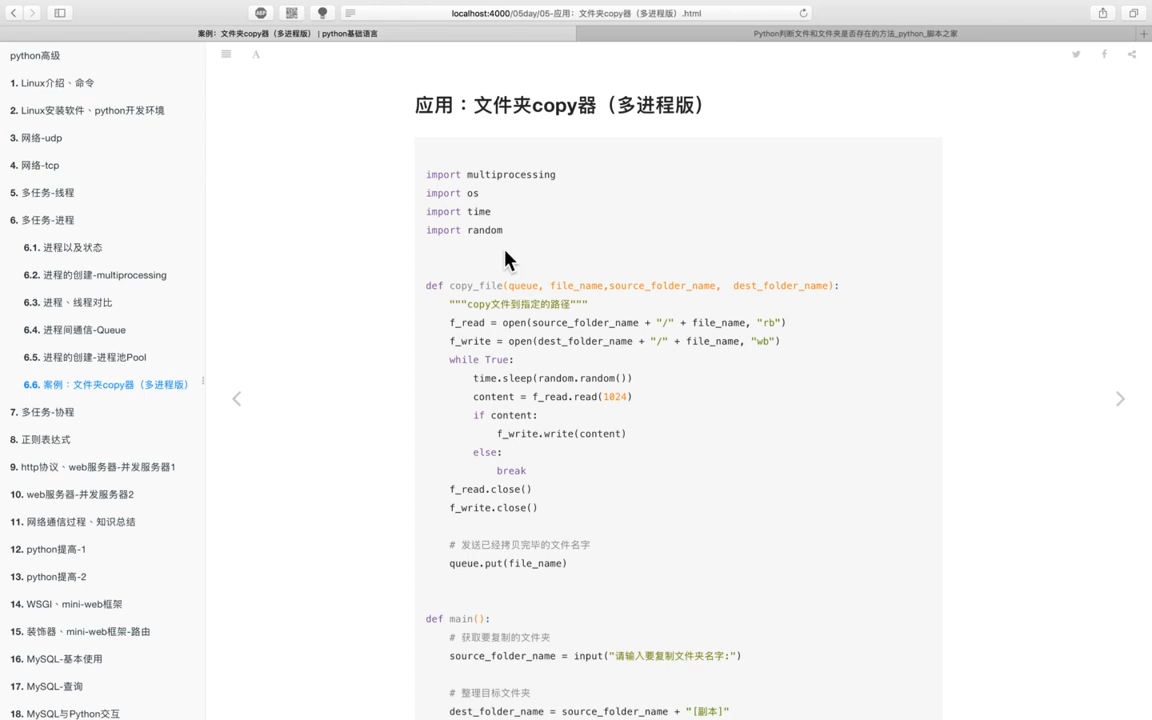 localhost:4000/05day/05-应用：文件夹copy器（多进程版）.html
案例：文件夹copy器（多进程版） | python基础语言
Python判断文件和文件夹是否存在的方法_python_脚本之家
python高级
1. Linux介绍、命令
2. Linux安装软件、python开发环境
3. 网络-udp
4. 网络-tcp
5. 多任务-线程
6. 多任务-进程
6.1. 进程以及状态
6.2. 进程的创建-multiprocessing
6.3. 进程、线程对比
6.4. 进程间通信-Queue
6.5. 进程的创建-进程池Pool
6.6. 案例：文件夹copy器（多进程版）
7. 多任务-协程
8. 正则表达式
9. http协议、web服务器-并发服务器1
10. web服务器-并发服务器2
11. 网络通信过程、知识总结
12. python提高-1
13. python提高-2
14. WSGI、mini-web框架
15. 装饰器、mini-web框架-路由
16. MySQL-基本使用
17. MySQL-查询
18. MySQL与Python交互
A
应用：文件夹copy器（多进程版）
import multiprocessing
import os
import time
import random
def copy_file(queue, file_name,source_folder_name,  dest_folder_name):
    """copy文件到指定的路径"""
    f_read = open(source_folder_name + "/" + file_name, "rb")
    f_write = open(dest_folder_name + "/" + file_name, "wb")
    while True:
        time.sleep(random.random())
        content = f_read.read(1024)
        if content:
            f_write.write(content)
        else:
            break
    f_read.close()
    f_write.close()
    # 发送已经拷贝完毕的文件名字
    queue.put(file_name)
def main():
    # 获取要复制的文件夹
    source_folder_name = input("请输入要复制文件夹名字:")
    # 整理目标文件夹
    dest_folder_name = source_folder_name + "[副本]"